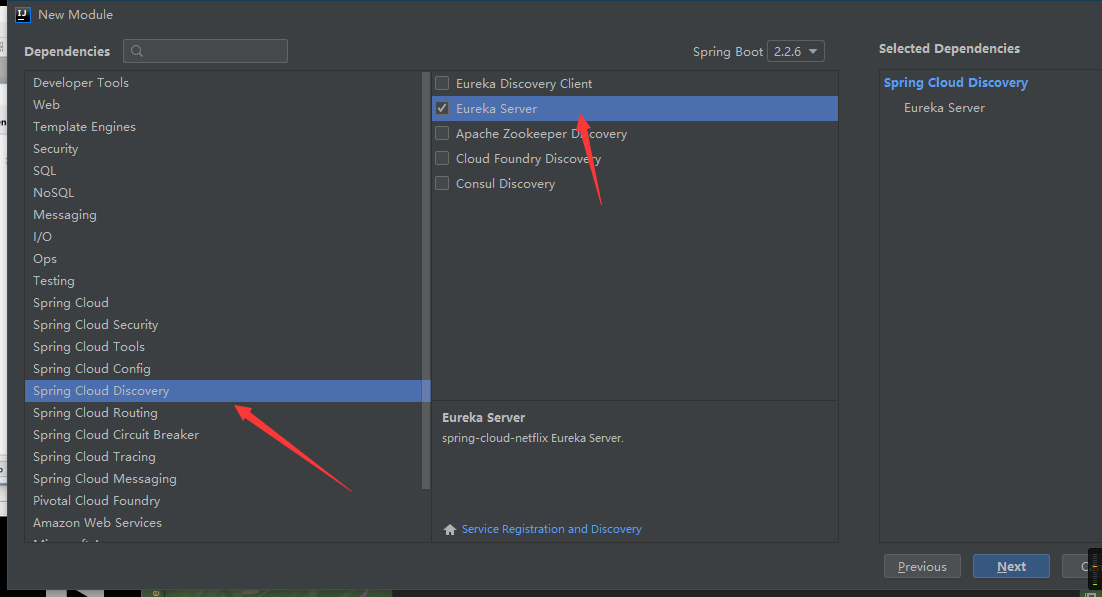 New Module
Dependencies
Spring Boot 2.2.6
Selected Dependencies
Developer Tools
Web
Template Engines
Security
SQL
NoSQL
Messaging
I/O
Ops
Testing
Spring Cloud
Spring Cloud Security
Spring Cloud Tools
Spring Cloud Config
Spring Cloud Discovery
Spring Cloud Routing
Spring Cloud Circuit Breaker
Spring Cloud Tracing
Spring Cloud Messaging
Pivotal Cloud Foundry
Amazon Web Services
Eureka Discovery Client
Eureka Server
Apache Zookeeper Discovery
Cloud Foundry Discovery
Consul Discovery
Eureka Server
spring-cloud-netflix Eureka Server.
Service Registration and Discovery
Spring Cloud Discovery
Eureka Server
Previous
Next